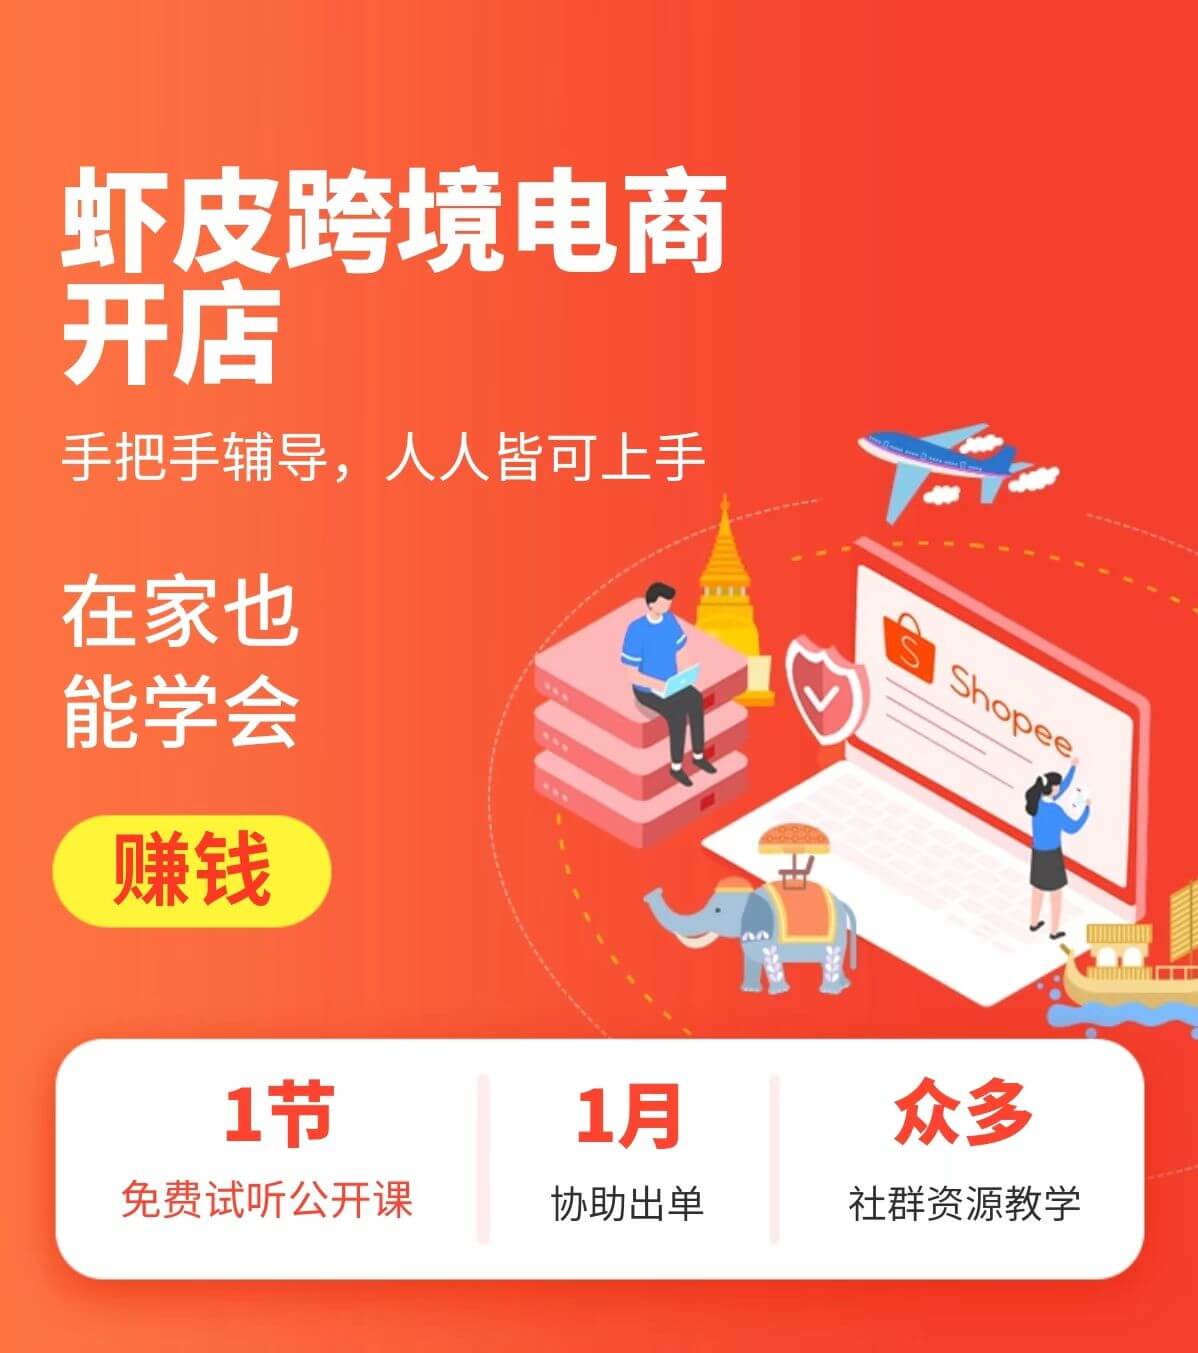 虾皮跨境电商
开店
手把手辅导，人人皆可上手
在家也
能学会
赚钱
S
Shopee
1节
免费试听公开课
1月
协助出单
众多
社群资源教学